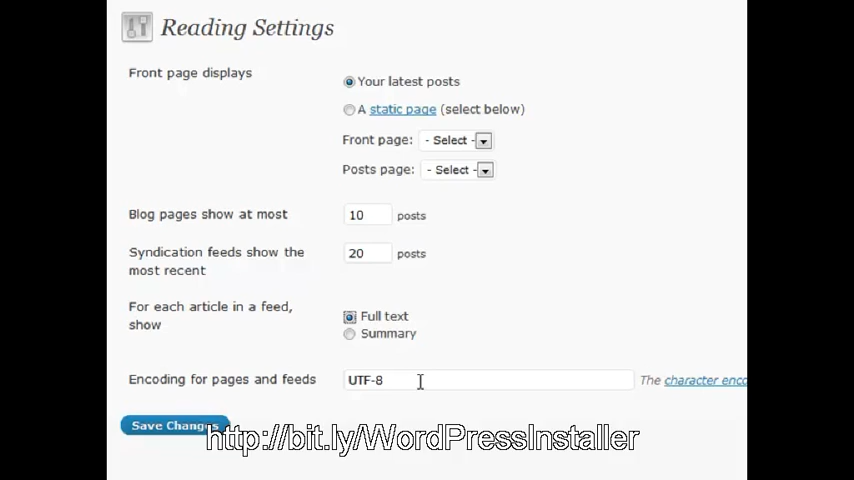 Reading Settings
Front page displays
Your latest posts
A static page (select below)
Front page: - Select -
Posts page: - Select -
Blog pages show at most 10 posts
Syndication feeds show the
most recent
20 posts
For each article in a feed,
show
Full text
Summary
Encoding for pages and feeds UTF-8 The character enco
Save Changes
http://bit.ly/WordPressInstaller